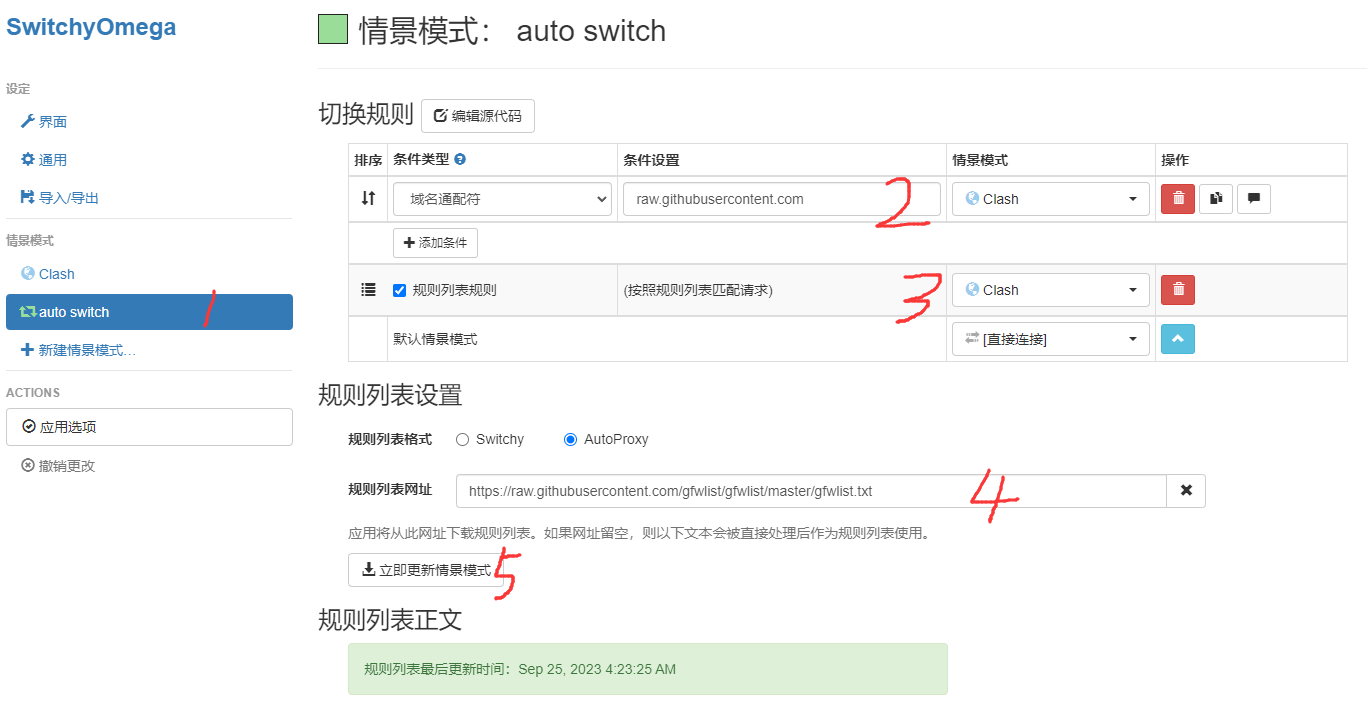 SwitchyOmega
设定
界面
通用
导入/导出
情景模式
Clash
auto switch 1
新建情景模式...
ACTIONS
应用选项
撤销更改
情景模式： auto switch
切换规则 编辑源代码
排序 条件类型 条件设置 情景模式 操作
域名通配符 raw.githubusercontent.com 2 Clash
添加条件
规则列表规则 (按照规则列表匹配请求) 3 Clash
默认情景模式 [直接连接]
规则列表设置
规则列表格式 Switchy AutoProxy
规则列表网址 https://raw.githubusercontent.com/gfwlist/gfwlist/master/gfwlist.txt 4
应用将从此网址下载规则列表。如果网址留空，则以下文本会被直接处理后作为规则列表使用。
立即更新情景模式 5
规则列表正文
规则列表最后更新时间：Sep 25, 2023 4:23:25 AM